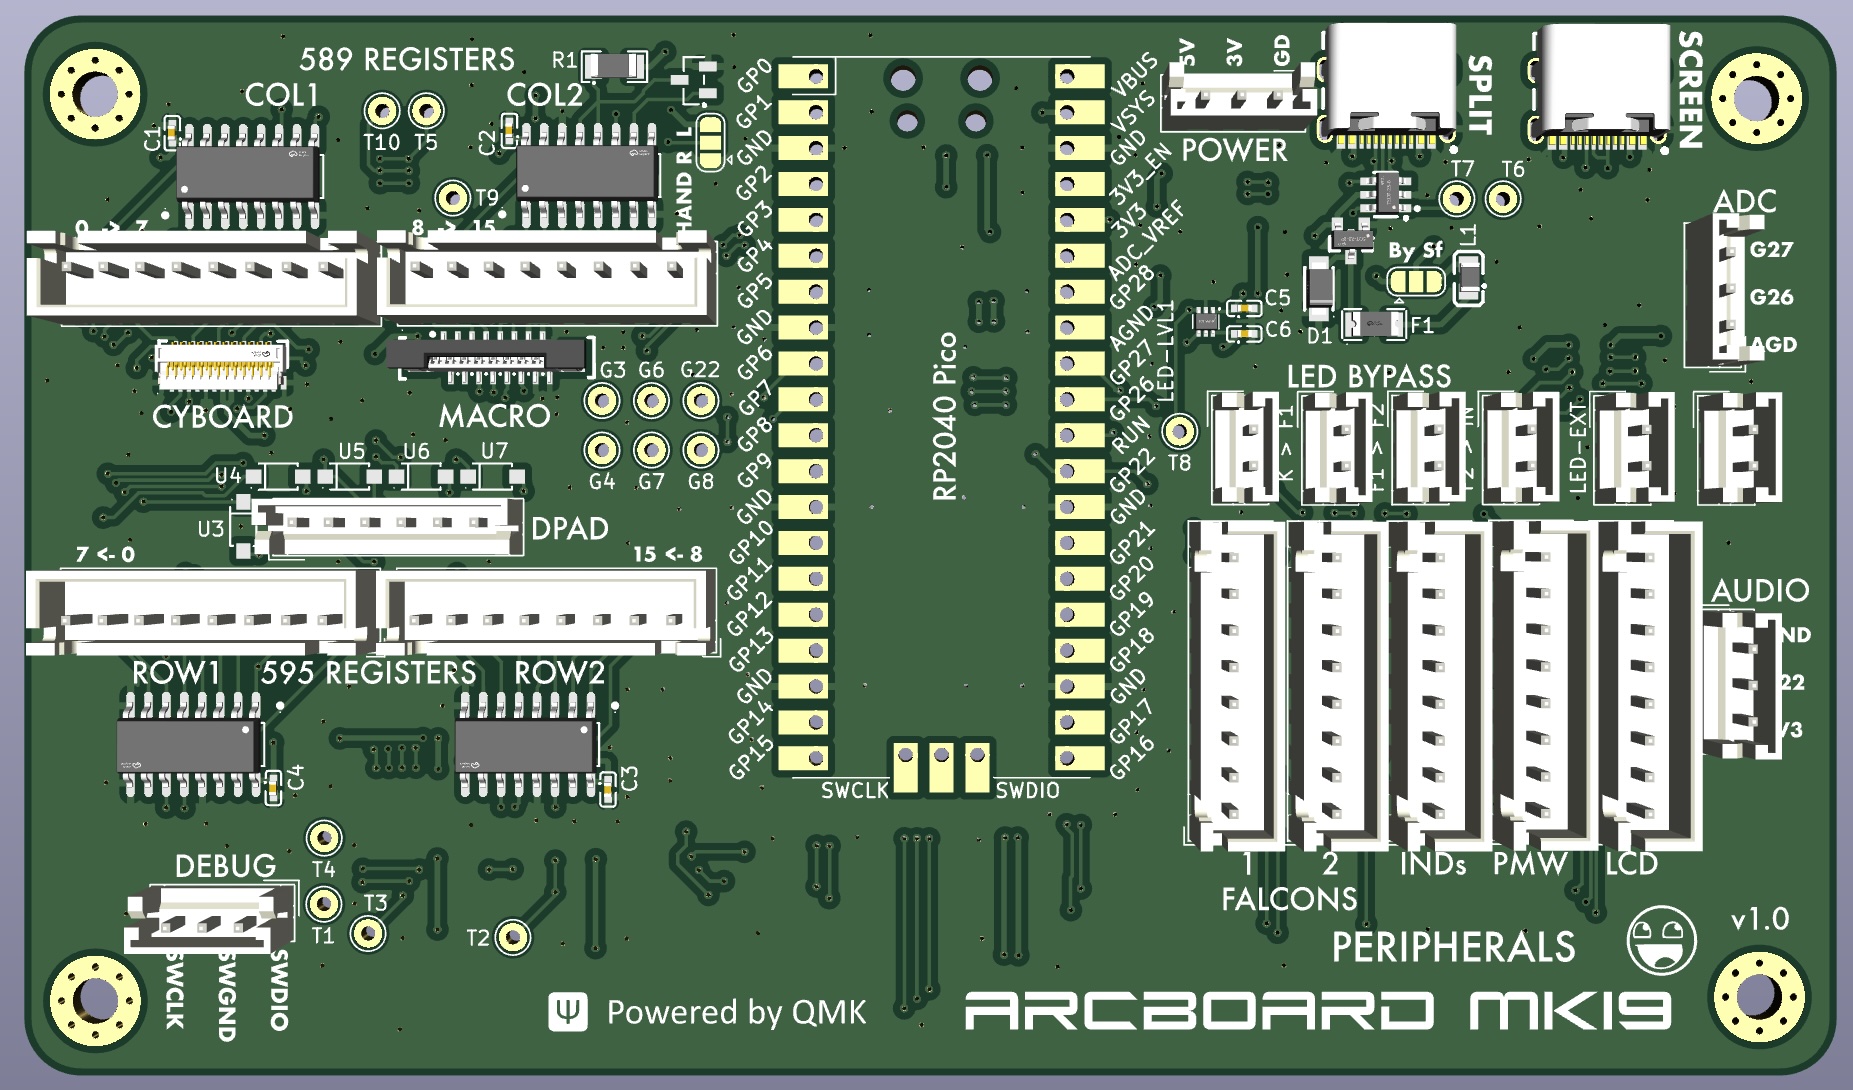 589 REGISTERS
COL1
COL2
R1
C1
C2
T10
T5
T9
HAND R L
0 -> 7
8 -> 15
CYBOARD
MACRO
G3
G6
G22
G4
G7
G8
U4
U5
U6
U7
U3
DPAD
7 <- 0
15 <- 8
ROW1
595 REGISTERS
ROW2
C4
C3
T4
T1
T3
T2
DEBUG
SWCLK
SWGND
SWDIO
GP0
GP1
GND
GP2
GP3
GP4
GP5
GND
GP6
GP7
GP8
GP9
GND
GP10
GP11
GP12
GP13
GND
GP14
GP15
RP2040 Pico
SWCLK
SWDIO
VBUS
VSYS
GND
3V3_EN
3V3
ADC_VREF
GP28
AGND
GP27
GP26
RUN
GP22
GND
GP21
GP20
GP19
GP18
GND
GP17
GP16
5V
3V
GD
POWER
SPLIT
SCREEN
T7
T6
By Sf
L1
D1
F1
C5
C6
LED-LVL1
T8
ADC
G27
G26
AGD
LED BYPASS
K > F1
F1 > F2
LED-EXT
AUDIO
1
2
FALCONS
INDs
PMW
LCD
PERIPHERALS
v1.0
Powered by QMK
ARCBOARD MK19